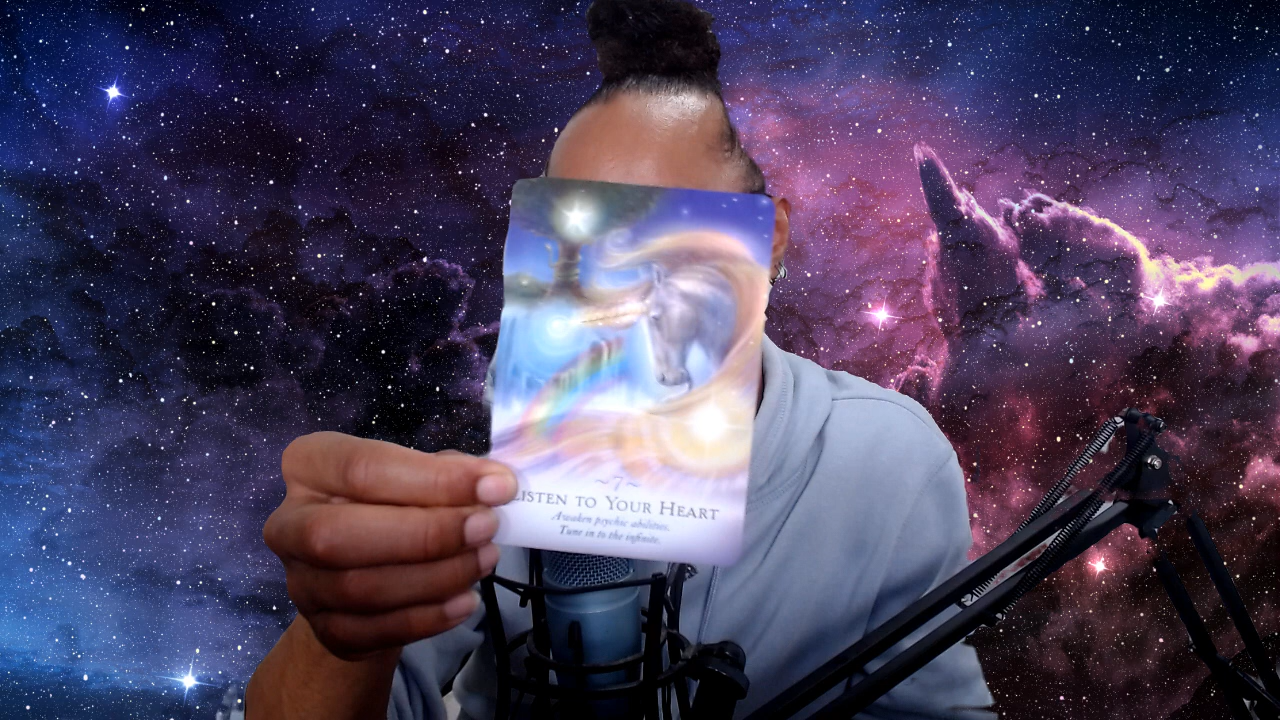 ~7~
LISTEN TO YOUR HEART
Awaken psychic abilities.
Tune in to the infinite.